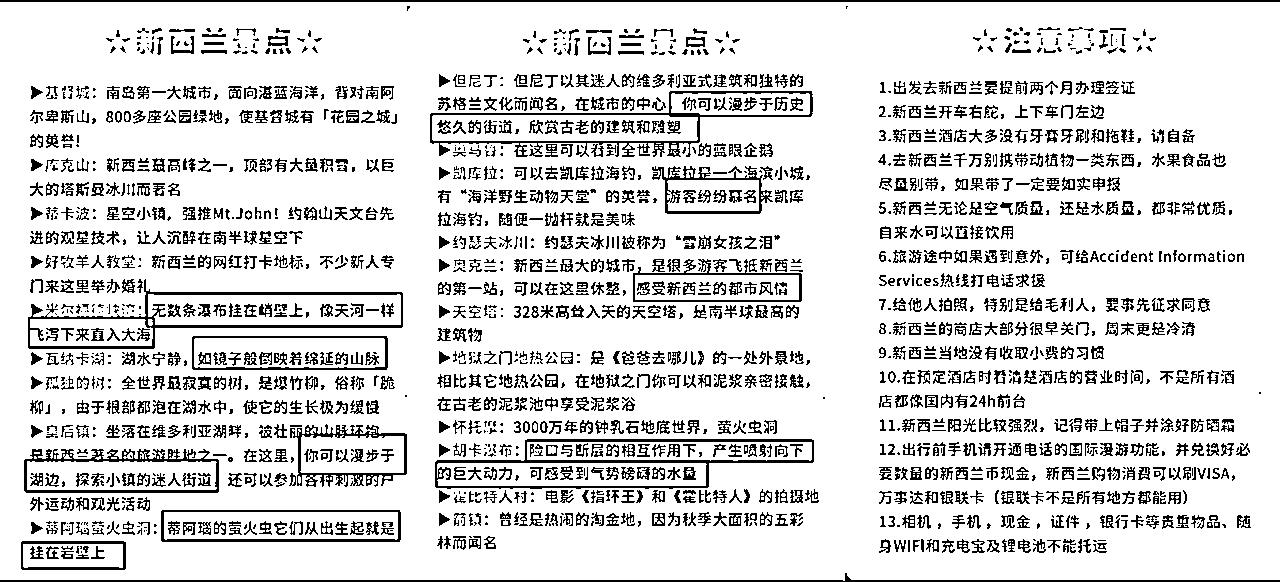 ☆新西兰景点☆
▶基督城：南岛第一大城市，面向湛蓝海洋，背对南阿
尔卑斯山，800多座公园绿地，使基督城有「花园之城」
的美誉！
▶库克山：新西兰最高峰之一，顶部有大量积雪，以巨
大的塔斯曼冰川而著名
▶蒂卡波：星空小镇，强推Mt.John！约翰山天文台先
进的观星技术，让人沉醉在南半球星空下
▶好牧羊人教堂：新西兰的网红打卡地标，不少新人专
门来这里举办婚礼
▶米尔福德峡湾：无数条瀑布挂在峭壁上，像天河一样
飞泻下来直入大海
▶瓦纳卡湖：湖水宁静，如镜子般倒映着绵延的山脉
▶孤独的树：全世界最寂寞的树，是爆竹柳，俗称「脆
柳」，由于根部都泡在湖水中，使它的生长极为缓慢
▶皇后镇：坐落在维多利亚湖畔，被壮丽的山脉环抱，
是新西兰著名的旅游胜地之一。在这里，你可以漫步于
湖边，探索小镇的迷人街道，还可以参加各种刺激的户
外运动和观光活动
▶蒂阿瑙萤火虫洞：蒂阿瑙的萤火虫它们从出生起就是
挂在岩壁上
☆新西兰景点☆
▶但尼丁：但尼丁以其迷人的维多利亚式建筑和独特的
苏格兰文化而闻名，在城市的中心，你可以漫步于历史
悠久的街道，欣赏古老的建筑和雕塑
▶奥马鲁：在这里可以看到全世界最小的蓝眼企鹅
▶凯库拉：可以去凯库拉海钓，凯库拉是一个海滨小城，
有“海洋野生动物天堂”的美誉，游客纷纷慕名来凯库
拉海钓，随便一抛杆就是美味
▶约瑟夫冰川：约瑟夫冰川被称为“雪崩女孩之泪”
▶奥克兰：新西兰最大的城市，是很多游客飞抵新西兰
的第一站，可以在这里休整，感受新西兰的都市风情
▶天空塔：328米高耸入天的天空塔，是南半球最高的
建筑物
▶地狱之门地热公园：是《爸爸去哪儿》的一处外景地，
相比其它地热公园，在地狱之门你可以和泥浆亲密接触，
在古老的泥浆池中享受泥浆浴
▶怀托摩：3000万年的钟乳石地底世界，萤火虫洞
▶胡卡瀑布：险口与断层的相互作用下，产生喷射向下
的巨大动力，可感受到气势磅礴的水量
▶霍比特人村：电影《指环王》和《霍比特人》的拍摄地
▶箭镇：曾经是热闹的淘金地，因为秋季大面积的五彩
林而闻名
☆注意事项☆
1.出发去新西兰要提前两个月办理签证
2.新西兰开车右舵，上下车门左边
3.新西兰酒店大多没有牙膏牙刷和拖鞋，请自备
4.去新西兰千万别携带动植物一类东西，水果食品也
尽量别带，如果带了一定要如实申报
5.新西兰无论是空气质量，还是水质量，都非常优质，
自来水可以直接饮用
6.旅游途中如果遇到意外，可给Accident Information
Services热线打电话求援
7.给他人拍照，特别是给毛利人，要事先征求同意
8.新西兰的商店大部分很早关门，周末更是冷清
9.新西兰当地没有收取小费的习惯
10.在预定酒店时看清楚酒店的营业时间，不是所有酒
店都像国内有24h前台
11.新西兰阳光比较强烈，记得带上帽子并涂好防晒霜
12.出行前手机请开通电话的国际漫游功能，并兑换好必
要数量的新西兰币现金，新西兰购物消费可以刷VISA，
万事达和银联卡（银联卡不是所有地方都能用）
13.相机，手机，现金，证件，银行卡等贵重物品、随
身WIFI和充电宝及锂电池不能托运